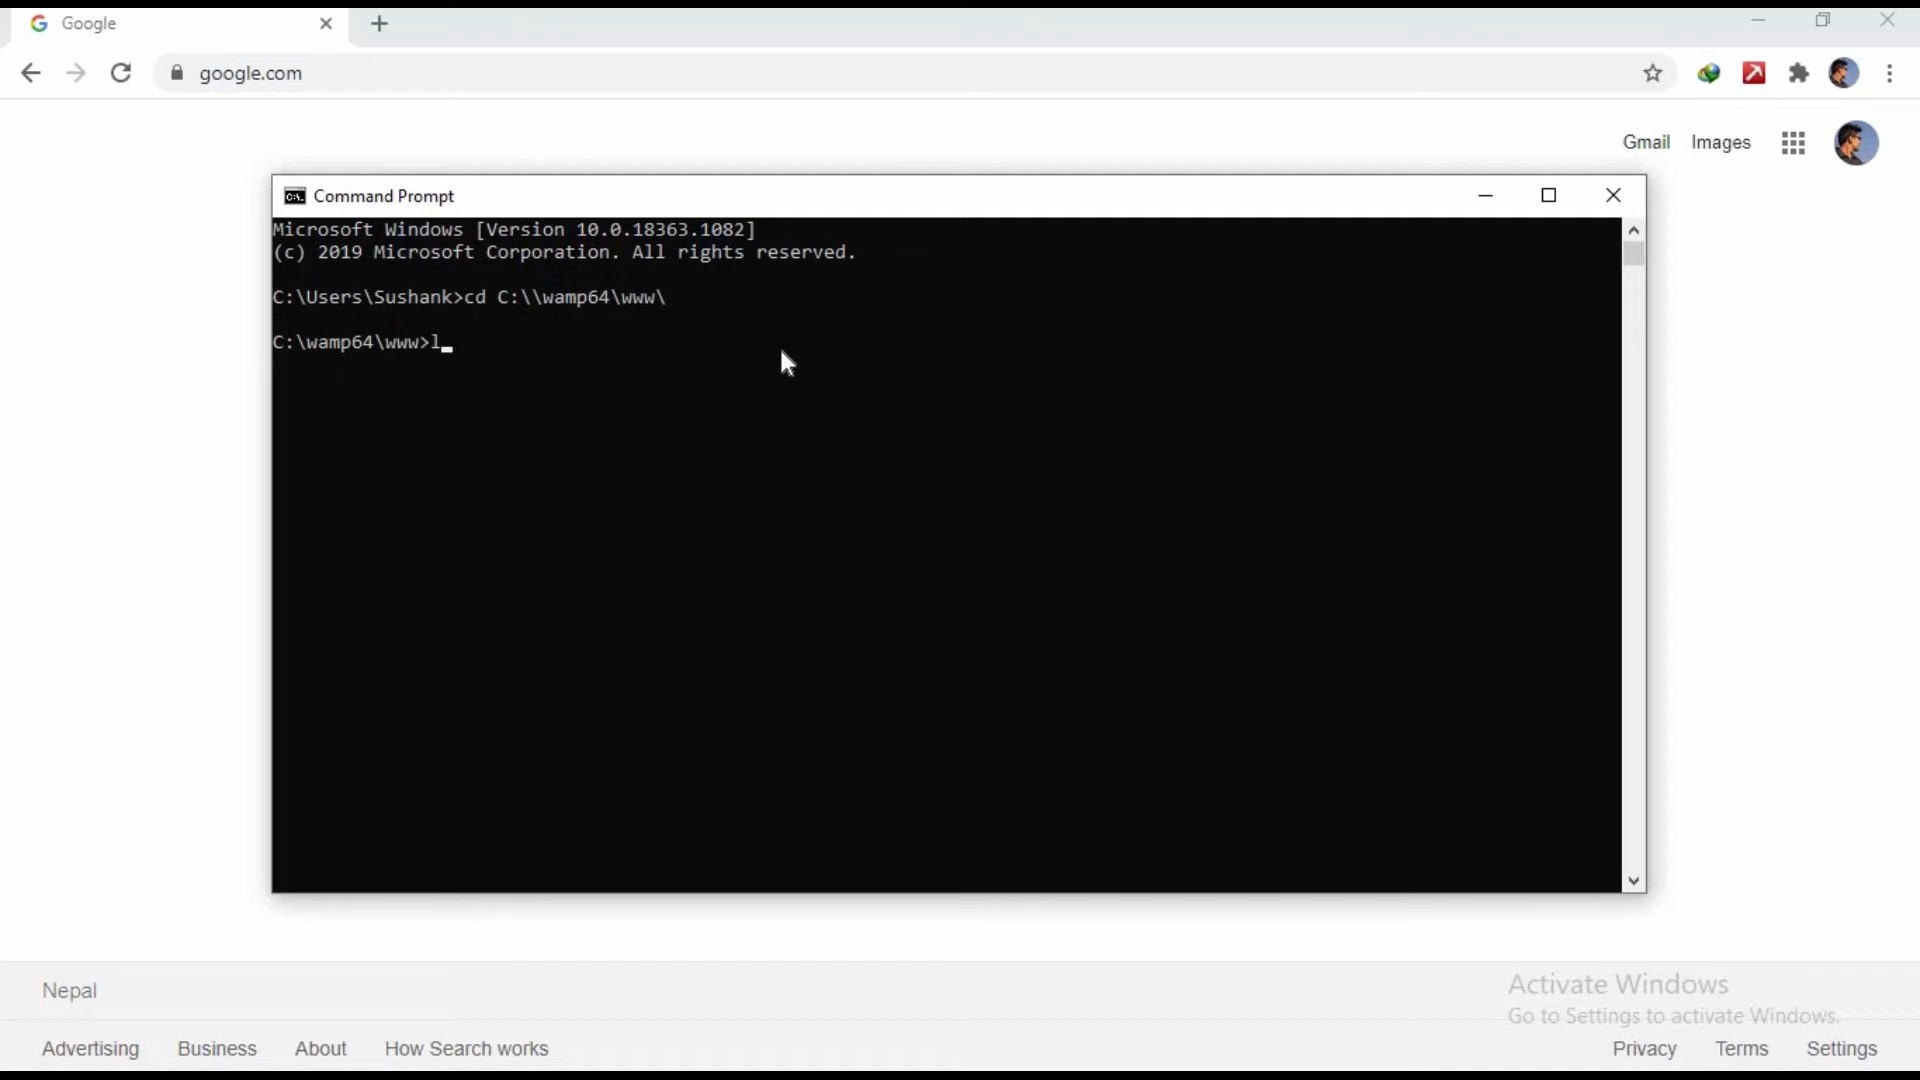 Google
google.com
Gmail Images
Command Prompt
Microsoft Windows [Version 10.0.18363.1082]
(c) 2019 Microsoft Corporation. All rights reserved.
C:\Users\Sushank>cd C:\\wamp64\www\
C:\wamp64\www>l_
Nepal
Activate Windows
Go to Settings to activate Windows.
Advertising Business About How Search works Privacy Terms Settings